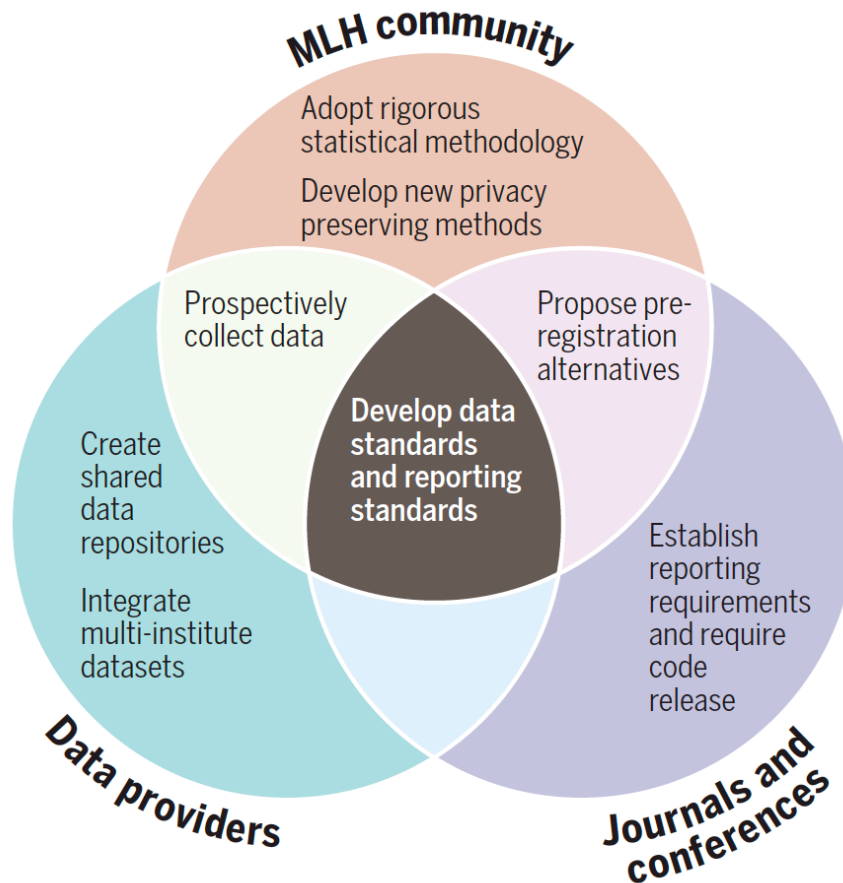 MLH community
Adopt rigorous
statistical methodology
Develop new privacy
preserving methods
Prospectively
collect data
Propose pre-
registration
alternatives
Develop data
standards
and reporting
standards
Create
shared
data
repositories
Integrate
multi-institute
datasets
Establish
reporting
requirements
and require
code
release
Data providers
Journals and
conferences